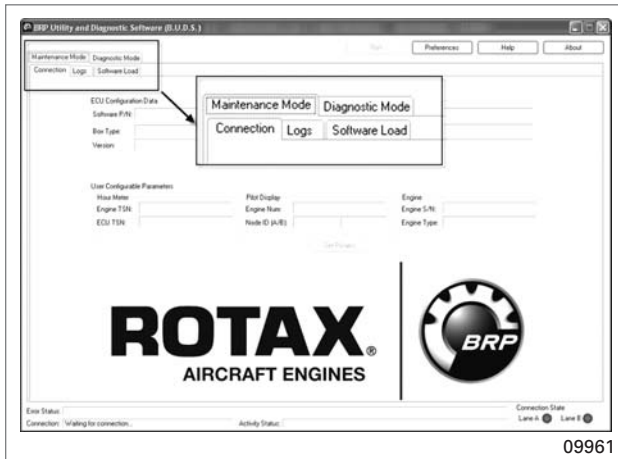 BRP Utility and Diagnostic Software (B.U.D.S.)
Start Preferences Help About
Maintenance Mode Diagnostic Mode
Connection Logs Software Load
Maintenance Mode Diagnostic Mode
Connection Logs Software Load
ECU Configuration Data
Software P/N:
Box Type:
Version:
User Configurable Parameters
Hour Meter Pilot Display Engine
Engine TSN: Engine Num: Engine S/N:
ECU TSN: Node ID (A/B): Engine Type:
ROTAX®
AIRCRAFT ENGINES
BRP
Error Status:
Connection State
Connection: Waiting for connection... Activity Status: Lane A Lane B
09961